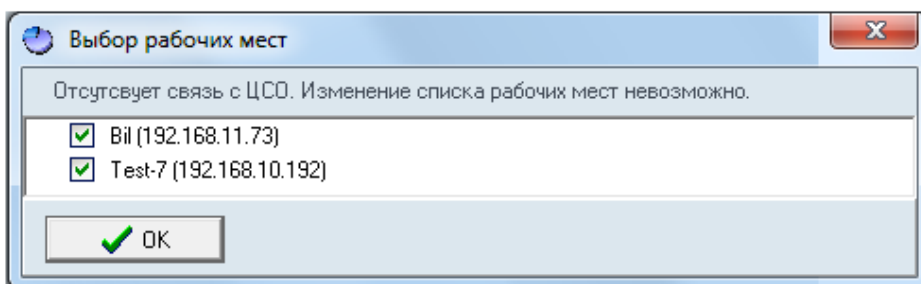 Выбор рабочих мест
Отсутсвует связь с ЦСО. Изменение списка рабочих мест невозможно.
Bil (192.168.11.73)
Test-7 (192.168.10.192)
OK